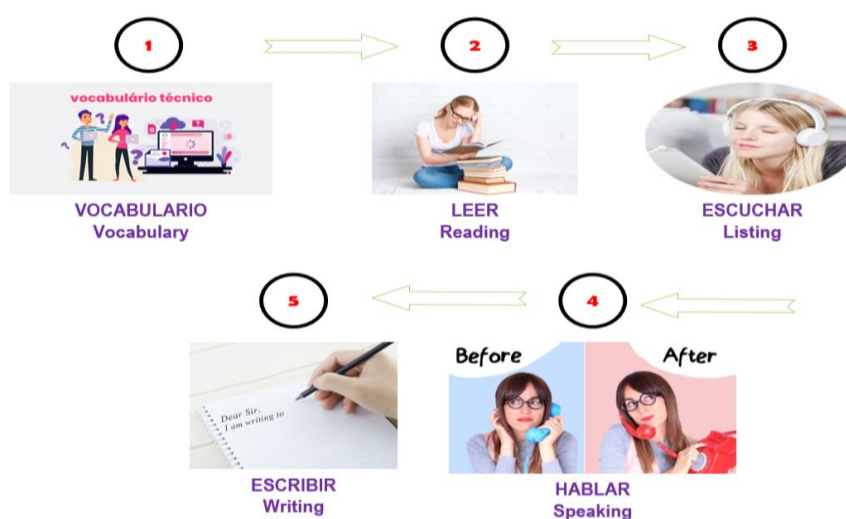 1
2
3
vocabulário técnico
VOCABULARIO
Vocabulary
LEER
Reading
ESCUCHAR
Listing
4
Before
After
HABLAR
Speaking
5
Dear Sir,
I am writing to
ESCRIBIR
Writing